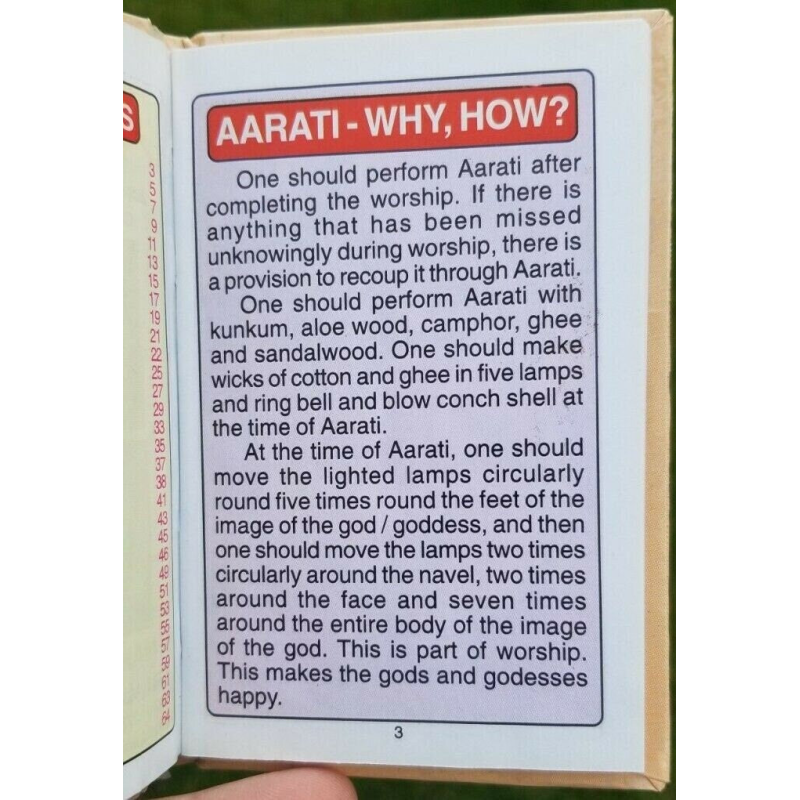 S
3
5
7
9
11
13
15
17
19
21
22
25
27
29
33
35
37
38
41
43
45
46
49
51
53
55
57
59
61
63
64
AARATI - WHY, HOW?
One should perform Aarati after
completing the worship. If there is
anything that has been missed
unknowingly during worship, there is
a provision to recoup it through Aarati.
One should perform Aarati with
kunkum, aloe wood, camphor, ghee
and sandalwood. One should make
wicks of cotton and ghee in five lamps
and ring bell and blow conch shell at
the time of Aarati.
At the time of Aarati, one should
move the lighted lamps circularly
round five times round the feet of the
image of the god / goddess, and then
one should move the lamps two times
circularly around the navel, two times
around the face and seven times
around the entire body of the image
of the god. This is part of worship.
This makes the gods and godesses
happy.
3